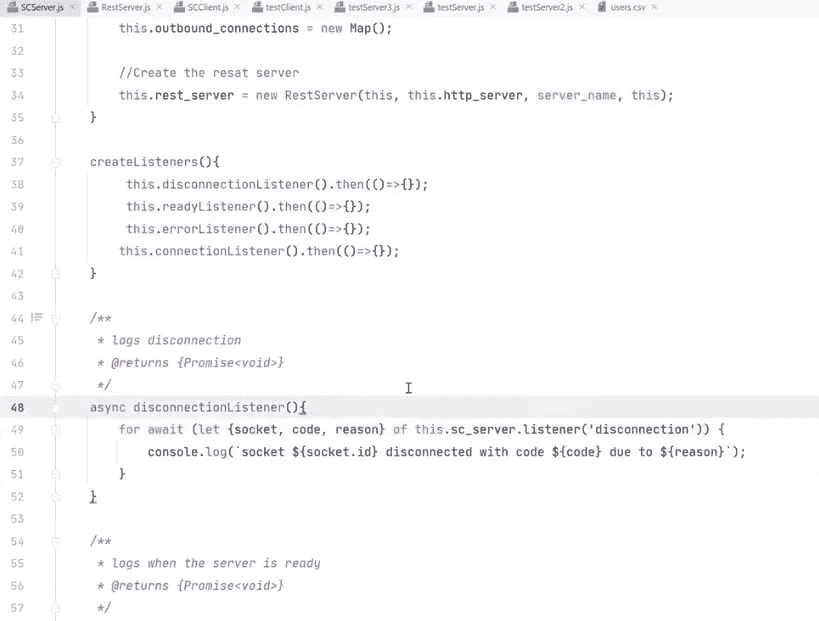 SCServer.js × RestServer.js × SCClient.js × testClient.js × testServer3.js × testServer.js × testServer2.js × users.csv ×
31 this.outbound_connections = new Map();
32
33 //Create the resat server
34 this.rest_server = new RestServer(this, this.http_server, server_name, this);
35 }
36
37 createListeners(){
38 this.disconnectionListener().then(()=>{});
39 this.readyListener().then(()=>{});
40 this.errorListener().then(()=>{});
41 this.connectionListener().then(()=>{});
42 }
43
44 /**
45 * logs disconnection
46 * @returns {Promise<void>}
47 */
48 async disconnectionListener(){
49 for await (let {socket, code, reason} of this.sc_server.listener('disconnection')) {
50 console.log(`socket ${socket.id} disconnected with code ${code} due to ${reason}`);
51 }
52 }
53
54 /**
55 * logs when the server is ready
56 * @returns {Promise<void>}
57 */